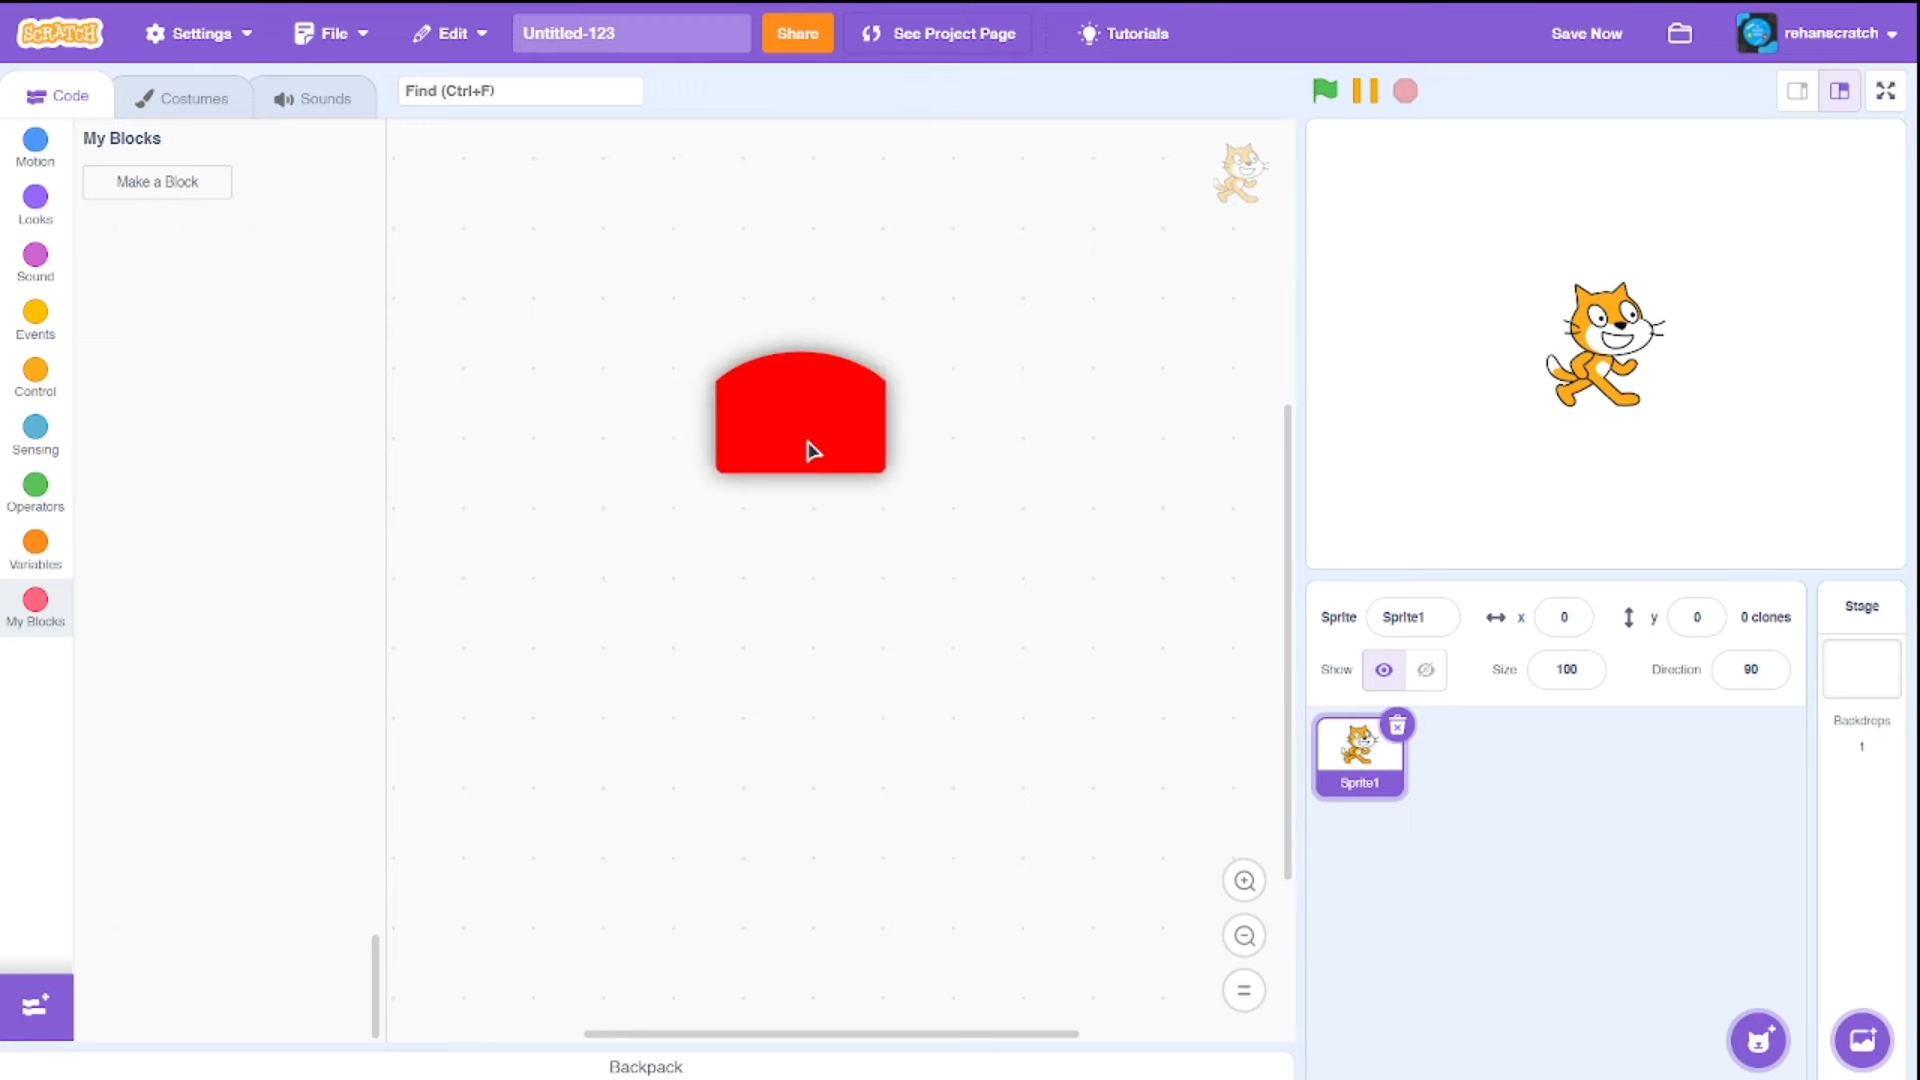 SCRATCH
Settings
File
Edit
Untitled-123
Share
See Project Page
Tutorials
Save Now
rehanscratch
Code
Costumes
Sounds
Find (Ctrl+F)
Motion
Looks
Sound
Events
Control
Sensing
Operators
Variables
My Blocks
My Blocks
Make a Block
Sprite
Sprite1
x
0
y
0
0 clones
Show
Size
100
Direction
90
Sprite1
Stage
Backdrops
1
Backpack